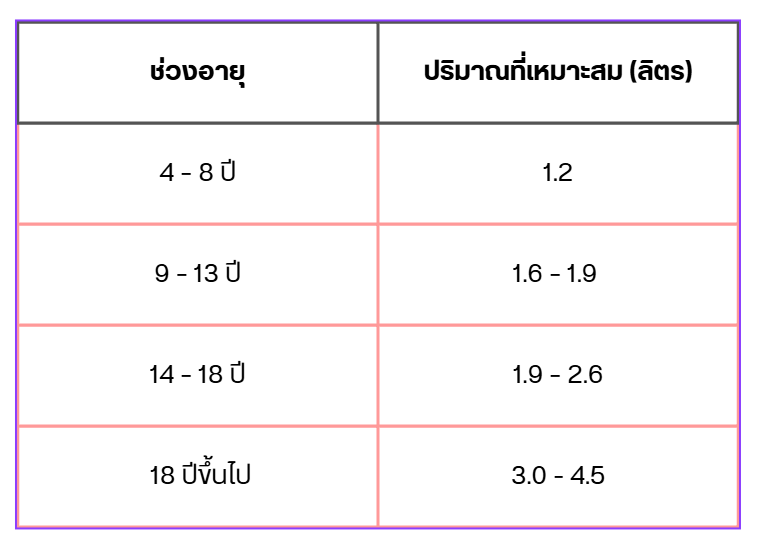 ช่วงอายุ ปริมาณที่เหมาะสม (ลิตร)
4 - 8 ปี 1.2
9 - 13 ปี 1.6 - 1.9
14 - 18 ปี 1.9 - 2.6
18 ปีขึ้นไป 3.0 - 4.5